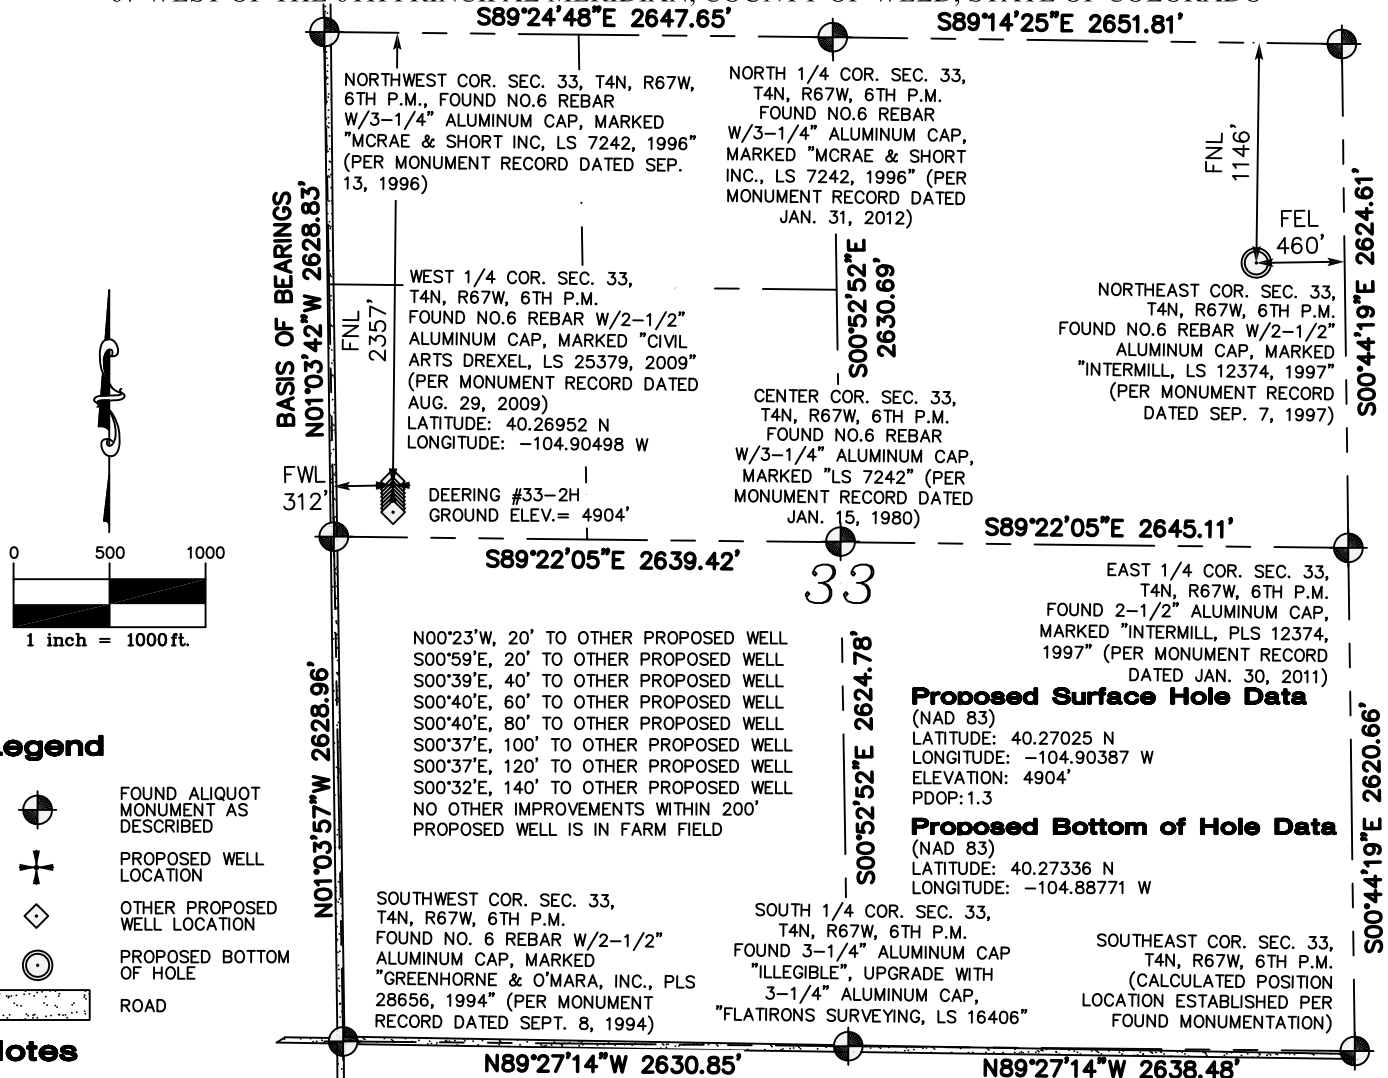 67 WEST OF THE 6TH PRINCIPAL MERIDIAN, COUNTY OF WELD, STATE OF COLORADO
S89°24'48"E 2647.65'
S89°14'25"E 2651.81'
NORTHWEST COR. SEC. 33, T4N, R67W,
6TH P.M., FOUND NO.6 REBAR
W/3-1/4" ALUMINUM CAP, MARKED
"MCRAE & SHORT INC, LS 7242, 1996"
(PER MONUMENT RECORD DATED SEP.
13, 1996)
NORTH 1/4 COR. SEC. 33,
T4N, R67W, 6TH P.M.
FOUND NO.6 REBAR
W/3-1/4" ALUMINUM CAP,
MARKED "MCRAE & SHORT
INC., LS 7242, 1996" (PER
MONUMENT RECORD DATED
JAN. 31, 2012)
FNL
1146'
FEL
460'
S00°44'19"E 2624.61'
BASIS OF BEARINGS
N01°03'42"W 2628.83'
FNL
2357'
WEST 1/4 COR. SEC. 33,
T4N, R67W, 6TH P.M.
FOUND NO.6 REBAR W/2-1/2"
ALUMINUM CAP, MARKED "CIVIL
ARTS DREXEL, LS 25379, 2009"
(PER MONUMENT RECORD DATED
AUG. 29, 2009)
LATITUDE: 40.26952 N
LONGITUDE: -104.90498 W
S00°52'52"E
2630.69'
NORTHEAST COR. SEC. 33,
T4N, R67W, 6TH P.M.
FOUND NO.6 REBAR W/2-1/2"
ALUMINUM CAP, MARKED
"INTERMILL, LS 12374, 1997"
(PER MONUMENT RECORD
DATED SEP. 7, 1997)
CENTER COR. SEC. 33,
T4N, R67W, 6TH P.M.
FOUND NO.6 REBAR
W/3-1/4" ALUMINUM CAP,
MARKED "LS 7242" (PER
MONUMENT RECORD DATED
JAN. 15, 1980)
FWL
312'
DEERING #33-2H
GROUND ELEV.= 4904'
S89°22'05"E 2639.42'
S89°22'05"E 2645.11'
33
0 500 1000
1 inch = 1000 ft.
EAST 1/4 COR. SEC. 33,
T4N, R67W, 6TH P.M.
FOUND 2-1/2" ALUMINUM CAP,
MARKED "INTERMILL, PLS 12374,
1997" (PER MONUMENT RECORD
DATED JAN. 30, 2011)
N00°23'W, 20' TO OTHER PROPOSED WELL
S00°59'E, 20' TO OTHER PROPOSED WELL
S00°39'E, 40' TO OTHER PROPOSED WELL
S00°40'E, 60' TO OTHER PROPOSED WELL
S00°40'E, 80' TO OTHER PROPOSED WELL
S00°37'E, 100' TO OTHER PROPOSED WELL
S00°37'E, 120' TO OTHER PROPOSED WELL
S00°32'E, 140' TO OTHER PROPOSED WELL
NO OTHER IMPROVEMENTS WITHIN 200'
PROPOSED WELL IS IN FARM FIELD
N01°03'57"W 2628.96'
S00°52'52"E 2624.78'
Proposed Surface Hole Data
(NAD 83)
LATITUDE: 40.27025 N
LONGITUDE: -104.90387 W
ELEVATION: 4904'
PDOP: 1.3
Proposed Bottom of Hole Data
(NAD 83)
LATITUDE: 40.27336 N
LONGITUDE: -104.88771 W
S00°44'19"E 2620.66'
Legend
FOUND ALIQUOT
MONUMENT AS
DESCRIBED
PROPOSED WELL
LOCATION
OTHER PROPOSED
WELL LOCATION
PROPOSED BOTTOM
OF HOLE
ROAD
SOUTHWEST COR. SEC. 33,
T4N, R67W, 6TH P.M.
FOUND NO. 6 REBAR W/2-1/2"
ALUMINUM CAP, MARKED
"GREENHORNE & O'MARA, INC., PLS
28656, 1994" (PER MONUMENT
RECORD DATED SEPT. 8, 1994)
SOUTH 1/4 COR. SEC. 33,
T4N, R67W, 6TH P.M.
FOUND 3-1/4" ALUMINUM CAP
"ILLEGIBLE", UPGRADE WITH
3-1/4" ALUMINUM CAP,
"FLATIRONS SURVEYING, LS 16406"
SOUTHEAST COR. SEC. 33,
T4N, R67W, 6TH P.M.
(CALCULATED POSITION
LOCATION ESTABLISHED PER
FOUND MONUMENTATION)
Notes
N89°27'14"W 2630.85'
N89°27'14"W 2638.48'